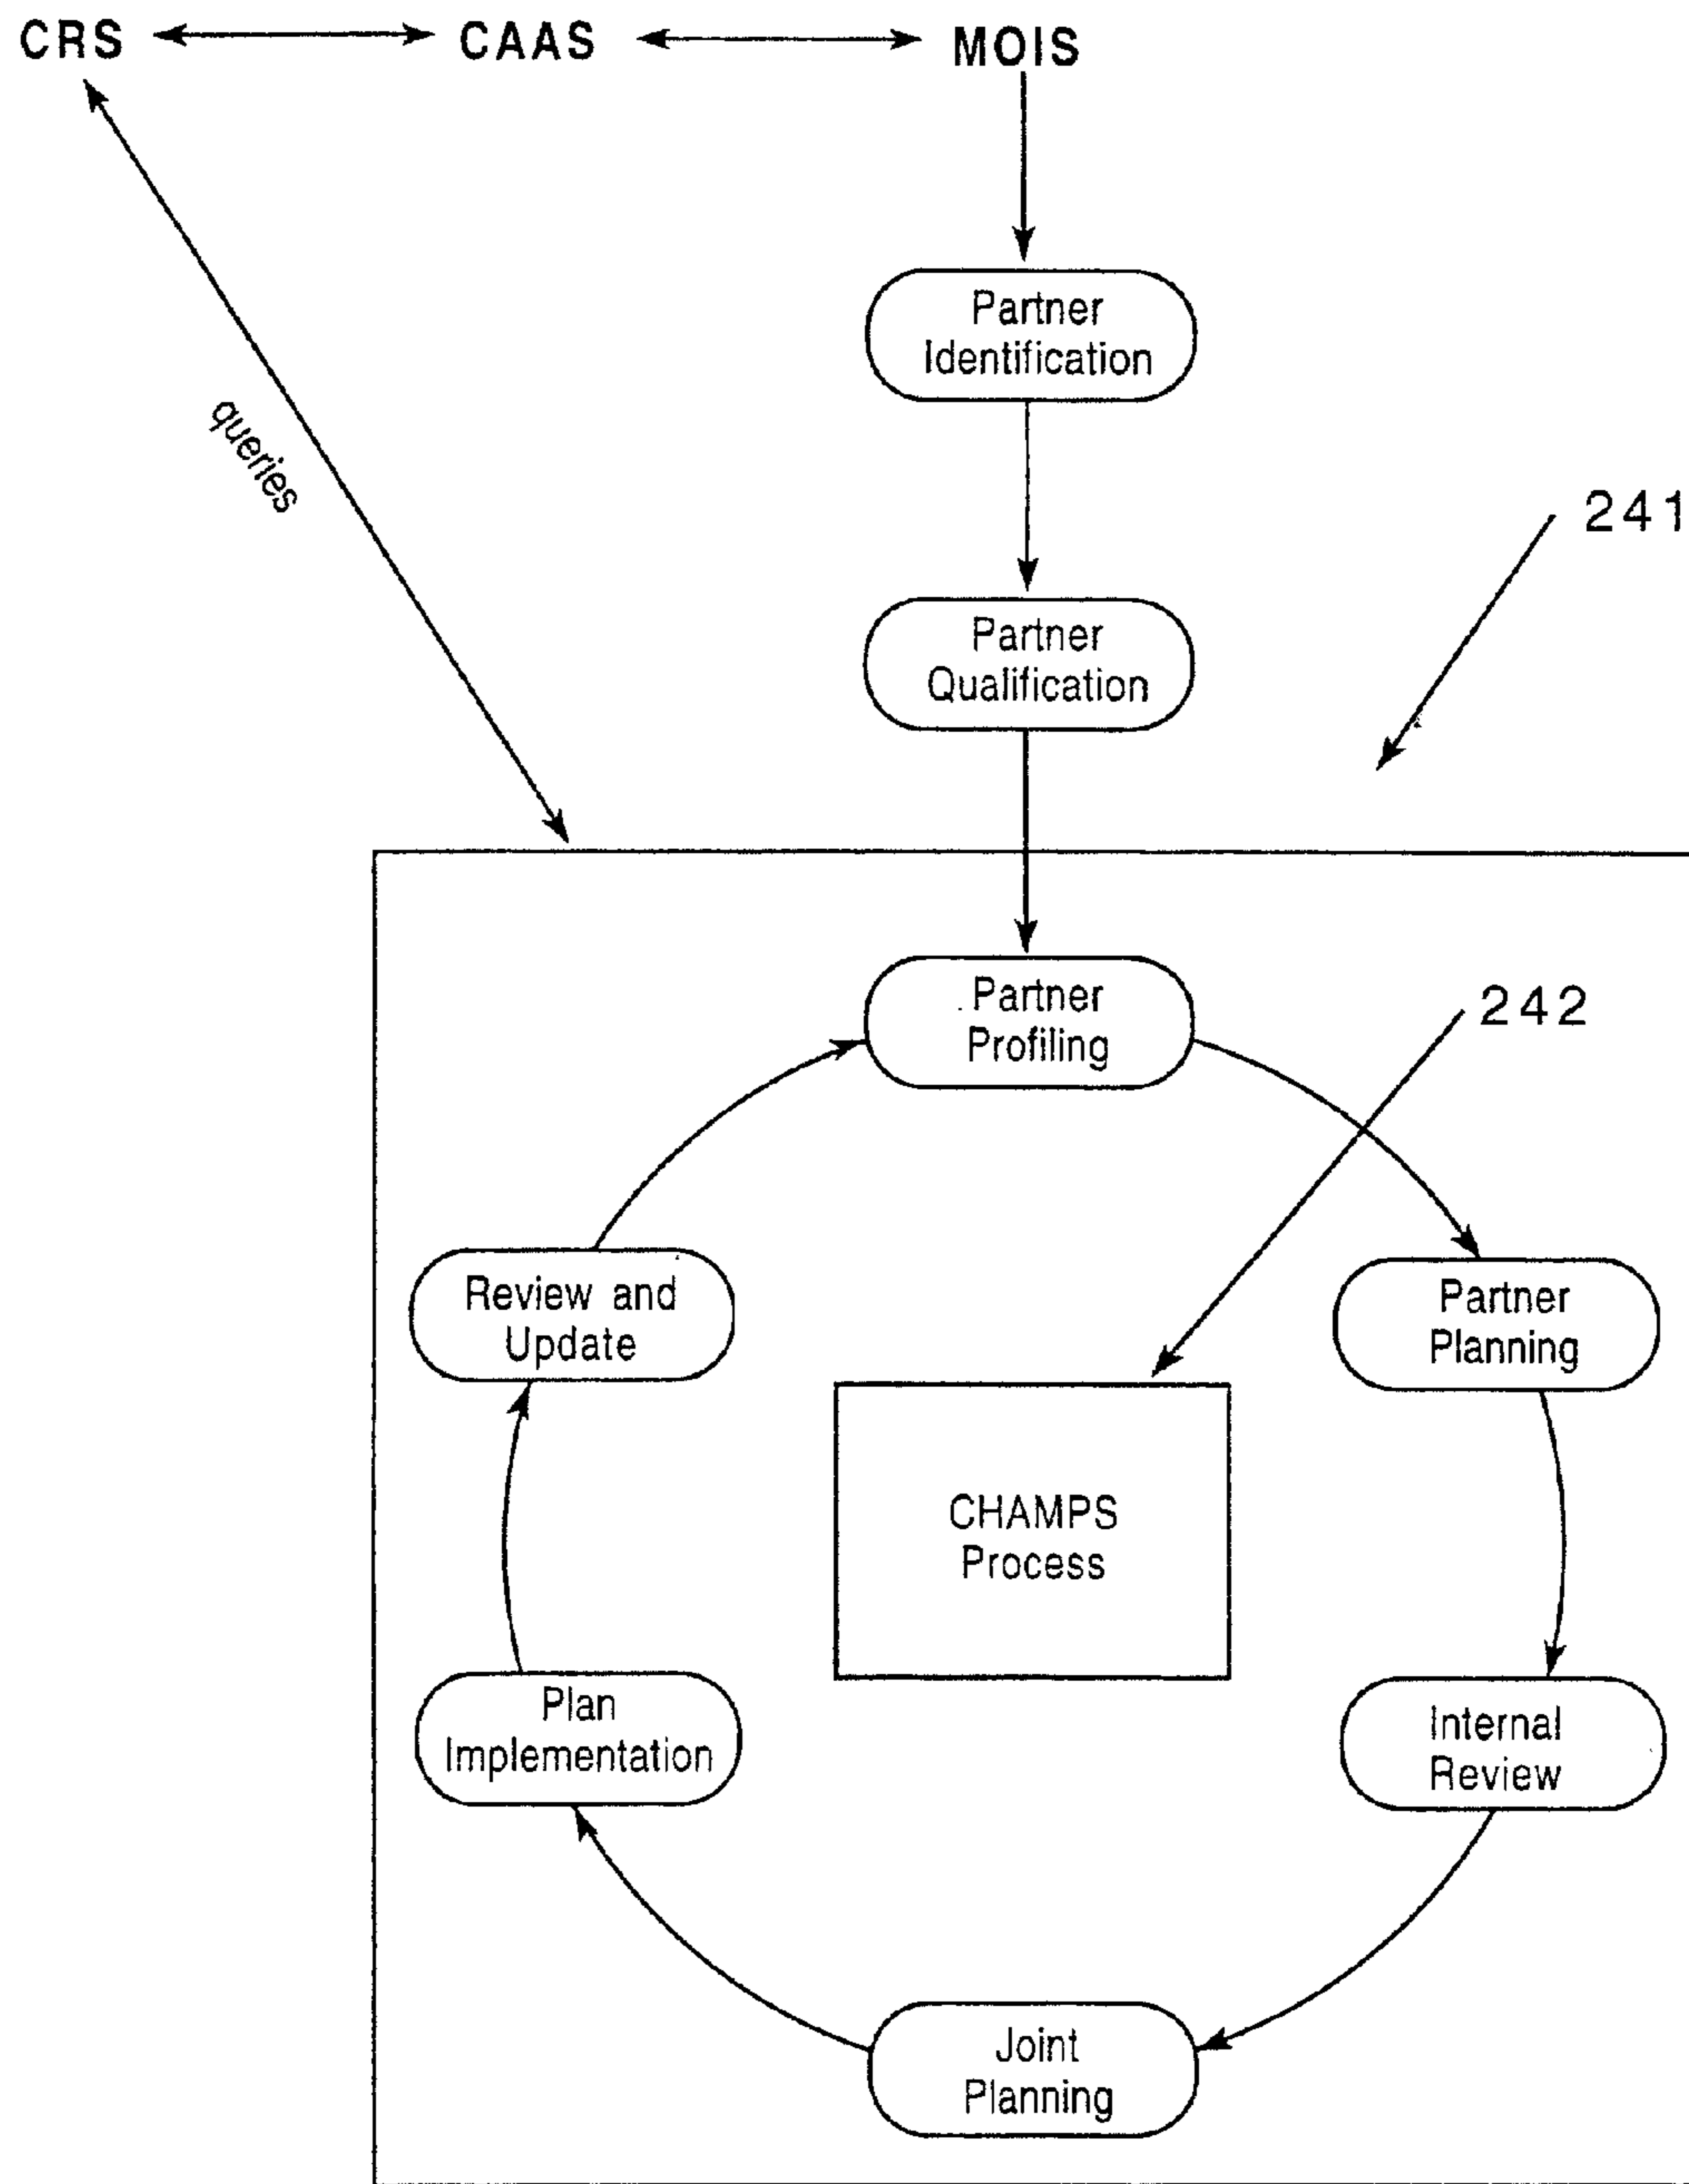 CRS CAAS MOIS
Partner
Identification
queries
241
Partner
Qualification
Partner
Profiling
242
Review and
Update
Partner
Planning
CHAMPS
Process
Plan
Implementation
Internal
Review
Joint
Planning